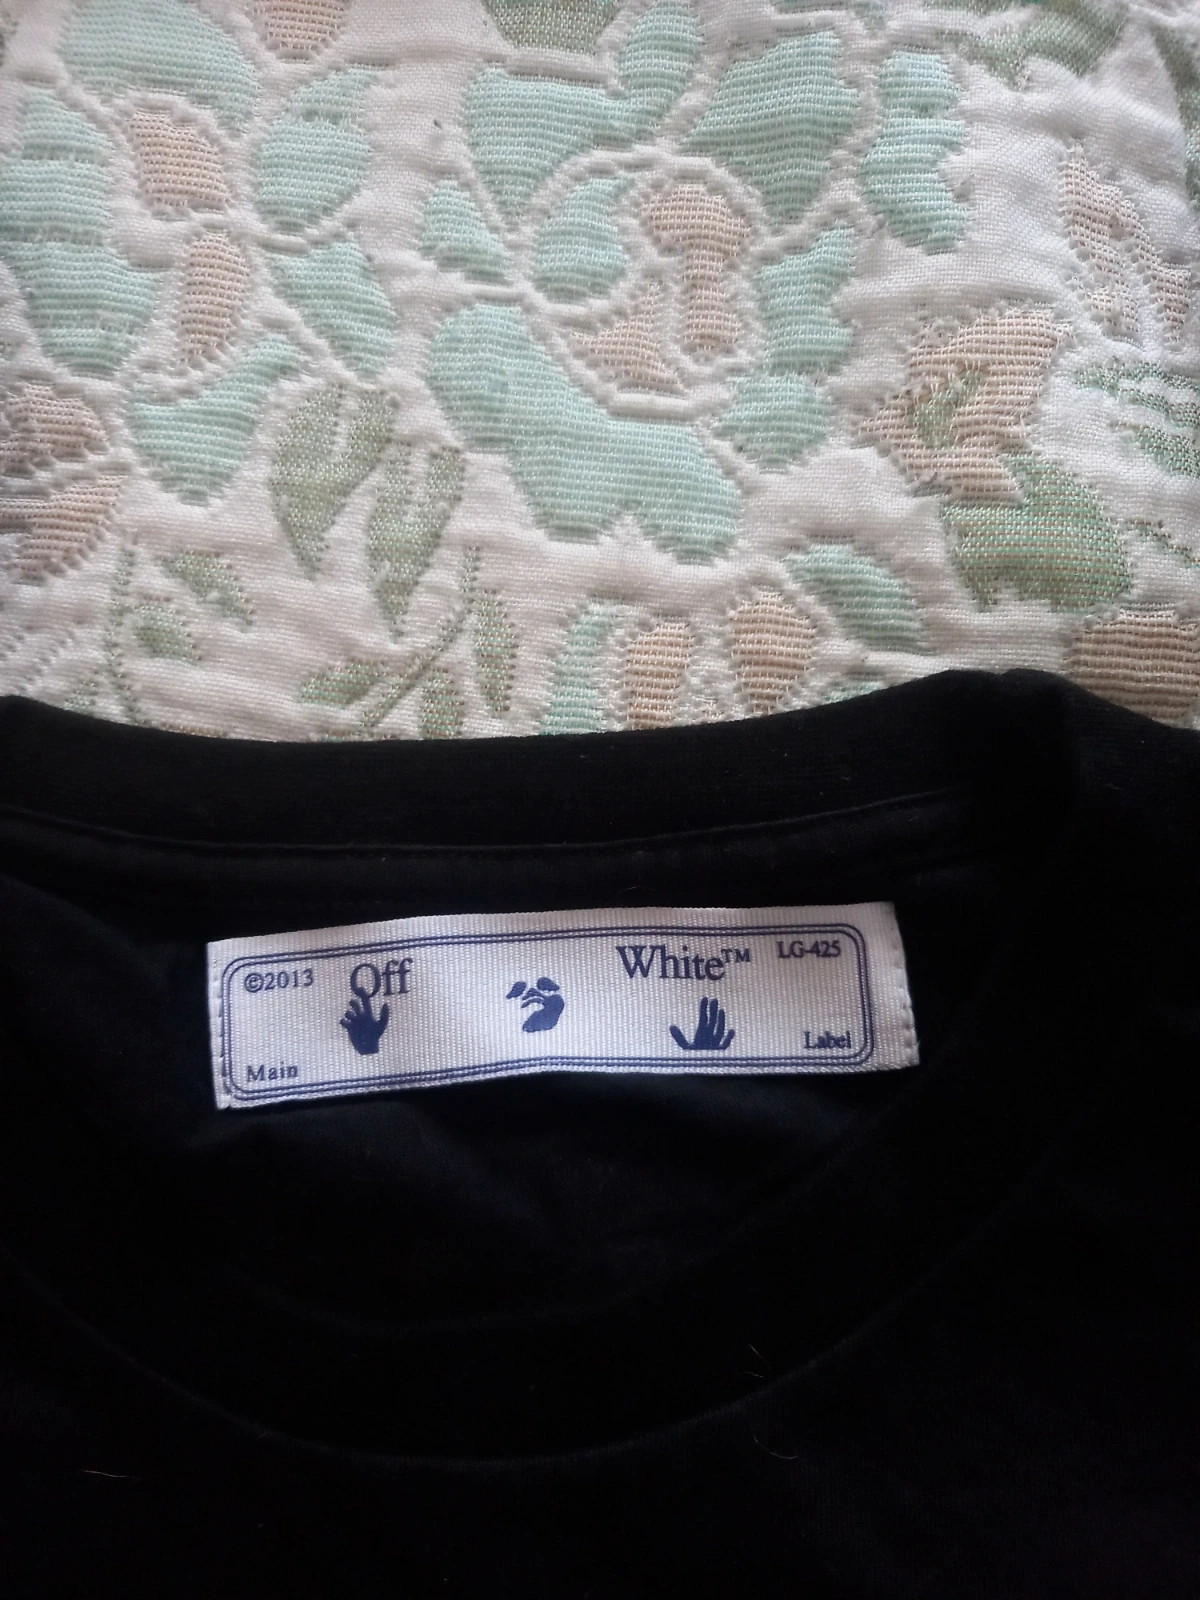 ©2013 Off White™ LG-425
Main Label